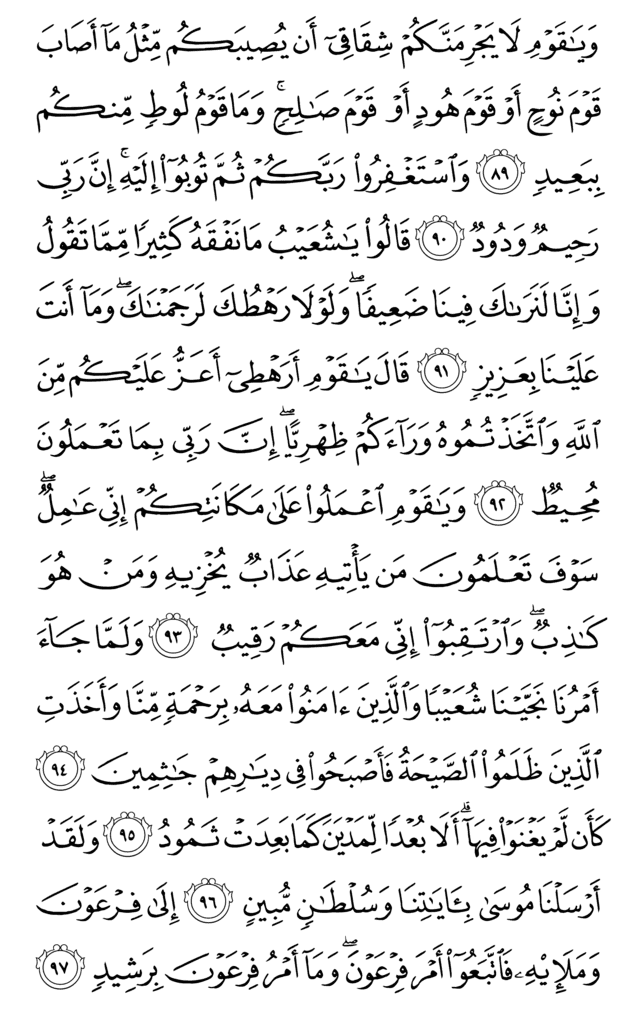 وَيَٰقَوْمِ لَا يَجْرِمَنَّكُمْ شِقَاقِىٓ أَن يُصِيبَكُم مِّثْلُ مَآ أَصَابَ
قَوْمَ نُوحٍ أَوْ قَوْمَ هُودٍ أَوْ قَوْمَ صَٰلِحٍۚ وَمَا قَوْمُ لُوطٍ مِّنكُم
بِبَعِيدٍ ٨٩ وَٱسْتَغْفِرُوا۟ رَبَّكُمْ ثُمَّ تُوبُوٓا۟ إِلَيْهِۚ إِنَّ رَبِّى
رَحِيمٌ وَدُودٌ ٩٠ قَالُوا۟ يَٰشُعَيْبُ مَا نَفْقَهُ كَثِيرًا مِّمَّا تَقُولُ
وَإِنَّا لَنَرَىٰكَ فِينَا ضَعِيفًاۖ وَلَوْلَا رَهْطُكَ لَرَجَمْنَٰكَۖ وَمَآ أَنتَ
عَلَيْنَا بِعَزِيزٍ ٩١ قَالَ يَٰقَوْمِ أَرَهْطِىٓ أَعَزُّ عَلَيْكُم مِّنَ
ٱللَّهِ وَٱتَّخَذْتُمُوهُ وَرَآءَكُمْ ظِهْرِيًّاۖ إِنَّ رَبِّى بِمَا تَعْمَلُونَ
مُحِيطٌ ٩٢ وَيَٰقَوْمِ ٱعْمَلُوا۟ عَلَىٰ مَكَانَتِكُمْ إِنِّى عَٰمِلٌۖ
سَوْفَ تَعْلَمُونَ مَن يَأْتِيهِ عَذَابٌ يُخْزِيهِ وَمَنْ هُوَ
كَٰذِبٌۖ وَٱرْتَقِبُوٓا۟ إِنِّى مَعَكُمْ رَقِيبٌ ٩٣ وَلَمَّا جَآءَ
أَمْرُنَا نَجَّيْنَا شُعَيْبًا وَٱلَّذِينَ ءَامَنُوا۟ مَعَهُۥ بِرَحْمَةٍ مِّنَّا وَأَخَذَتِ
ٱلَّذِينَ ظَلَمُوا۟ ٱلصَّيْحَةُ فَأَصْبَحُوا۟ فِى دِيَٰرِهِمْ جَٰثِمِينَ ٩٤
كَأَن لَّمْ يَغْنَوْا۟ فِيهَآۗ أَلَا بُعْدًا لِّمَدْيَنَ كَمَا بَعِدَتْ ثَمُودُ ٩٥ وَلَقَدْ
أَرْسَلْنَا مُوسَىٰ بِـَٔايَٰتِنَا وَسُلْطَٰنٍ مُّبِينٍ ٩٦ إِلَىٰ فِرْعَوْنَ
وَمَلَإِي۟هِۦ فَٱتَّبَعُوٓا۟ أَمْرَ فِرْعَوْنَۖ وَمَآ أَمْرُ فِرْعَوْنَ بِرَشِيدٍ ٩٧